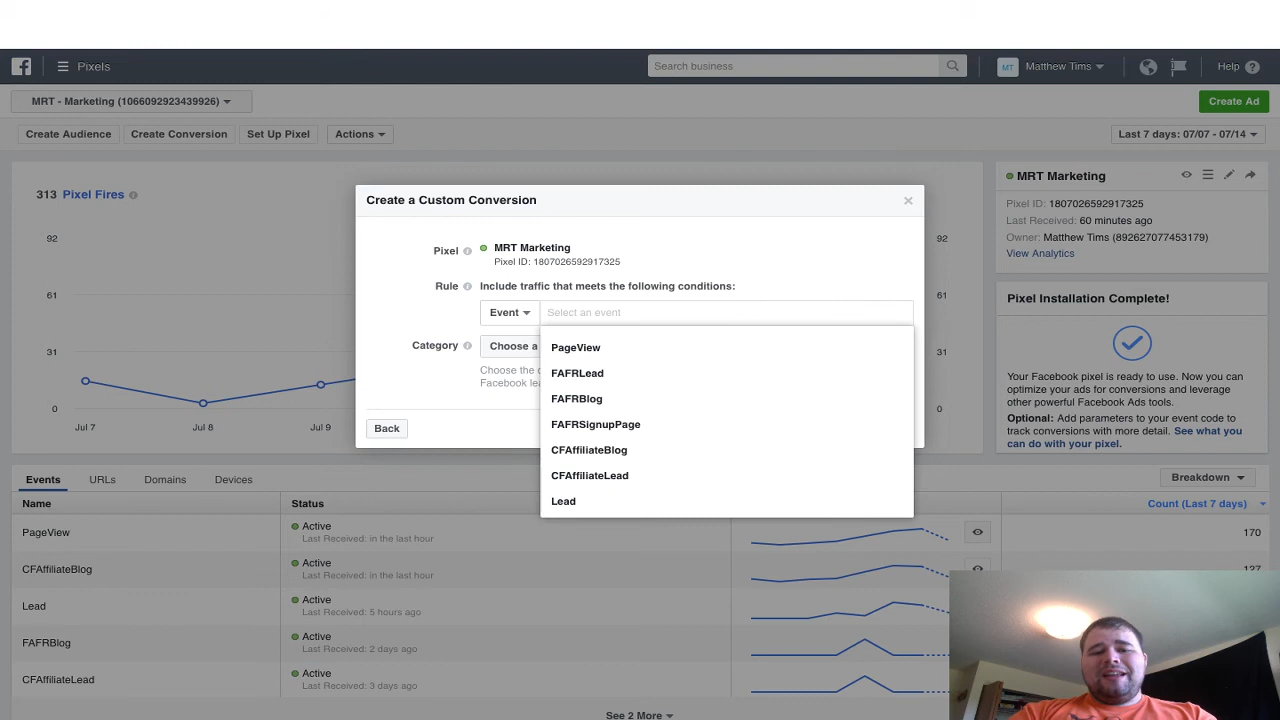 Pixels
Search business
MT
Matthew Tims
Help
MRT - Marketing (1066092923439926)
Create Ad
Create Audience
Create Conversion
Set Up Pixel
Actions
Last 7 days: 07/07 - 07/14
313 Pixel Fires
92
61
31
0
Jul 7
Jul 8
Jul 9
92
61
31
0
Create a Custom Conversion
Pixel
MRT Marketing
Pixel ID: 1807026592917325
Rule
Include traffic that meets the following conditions:
Event
Select an event
Category
Choose a
Choose the c
Facebook lea
Back
PageView
FAFRLead
FAFRBlog
FAFRSignupPage
CFAffiliateBlog
CFAffiliateLead
Lead
MRT Marketing
Pixel ID: 1807026592917325
Last Received: 60 minutes ago
Owner: Matthew Tims (892627077453179)
View Analytics
Pixel Installation Complete!
Your Facebook pixel is ready to use. Now you can
optimize your ads for conversions and leverage
other powerful Facebook Ads tools.
Optional: Add parameters to your event code to
track conversions with more detail. See what you
can do with your pixel.
Events
URLs
Domains
Devices
Breakdown
Name
Status
Count (Last 7 days)
PageView
Active
Last Received: in the last hour
170
CFAffiliateBlog
Active
Last Received: in the last hour
127
Lead
Active
Last Received: 5 hours ago
FAFRBlog
Active
Last Received: 2 days ago
CFAffiliateLead
Active
Last Received: 3 days ago
See 2 More